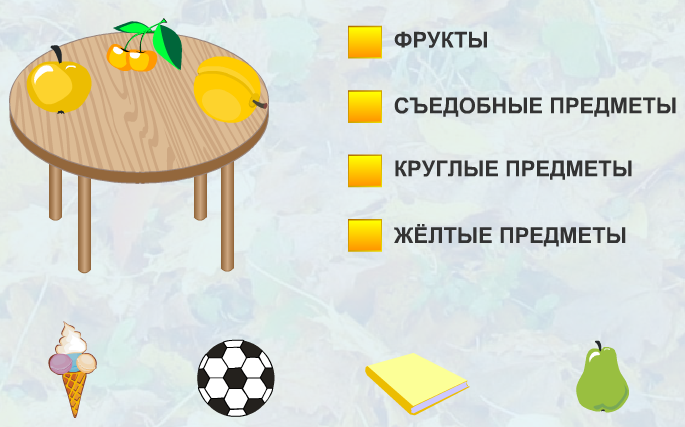 ФРУКТЫ
СЪЕДОБНЫЕ ПРЕДМЕТЫ
КРУГЛЫЕ ПРЕДМЕТЫ
ЖЁЛТЫЕ ПРЕДМЕТЫ